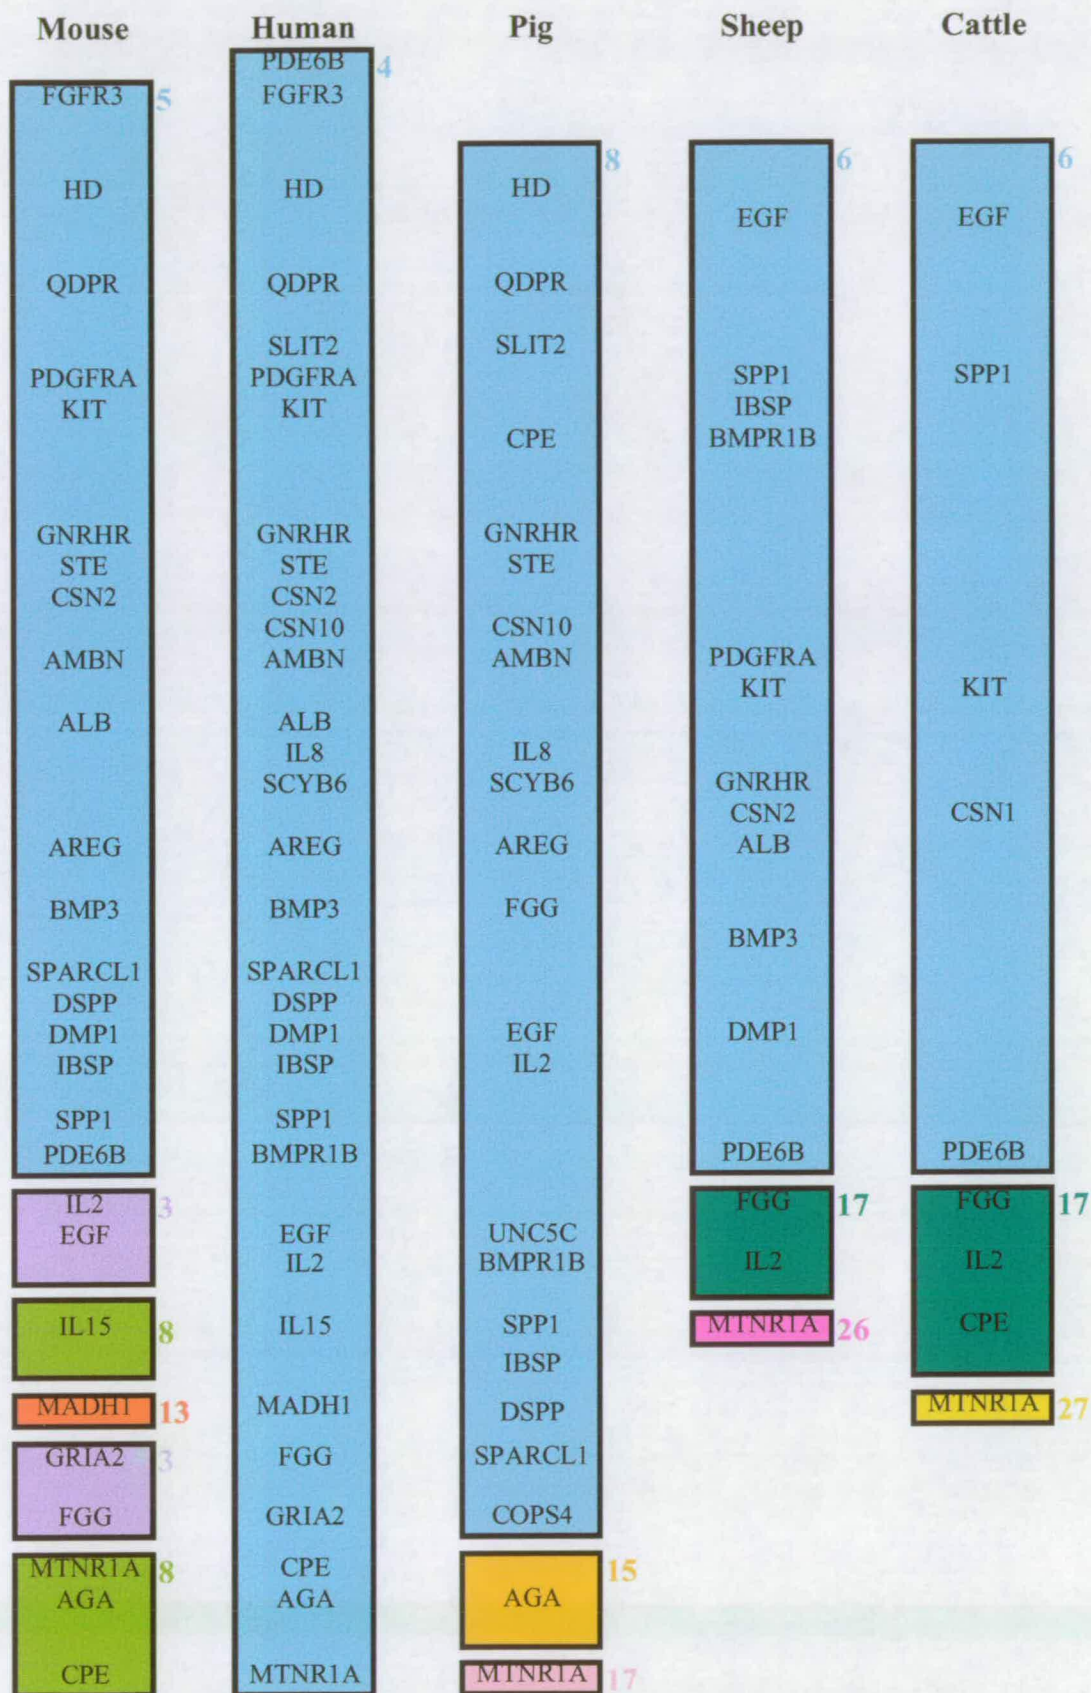 Mouse
FGFR3
5
HD
QDPR
PDGFRA
KIT
GNRHR
STE
CSN2
AMBN
ALB
AREG
BMP3
SPARCL1
DSPP
DMP1
IBSP
SPP1
PDE6B
IL2
3
EGF
IL15
8
MADH1
13
GRIA2
3
FGG
MTNR1A
8
AGA
CPE
Human
PDE6B
4
FGFR3
HD
QDPR
SLIT2
PDGFRA
KIT
GNRHR
STE
CSN2
CSN10
AMBN
ALB
IL8
SCYB6
AREG
BMP3
SPARCL1
DSPP
DMP1
IBSP
SPP1
BMPR1B
EGF
IL2
IL15
MADH1
FGG
GRIA2
CPE
AGA
MTNR1A
Pig
8
HD
QDPR
SLIT2
CPE
GNRHR
STE
CSN10
AMBN
IL8
SCYB6
AREG
FGG
EGF
IL2
UNC5C
BMPR1B
SPP1
IBSP
DSPP
SPARCL1
COPS4
15
AGA
MTNR1A
17
Sheep
6
EGF
SPP1
IBSP
BMPR1B
PDGFRA
KIT
GNRHR
CSN2
ALB
BMP3
DMP1
PDE6B
FGG
17
IL2
MTNR1A
26
Cattle
6
EGF
SPP1
KIT
CSN1
PDE6B
FGG
17
IL2
CPE
MTNR1A
27